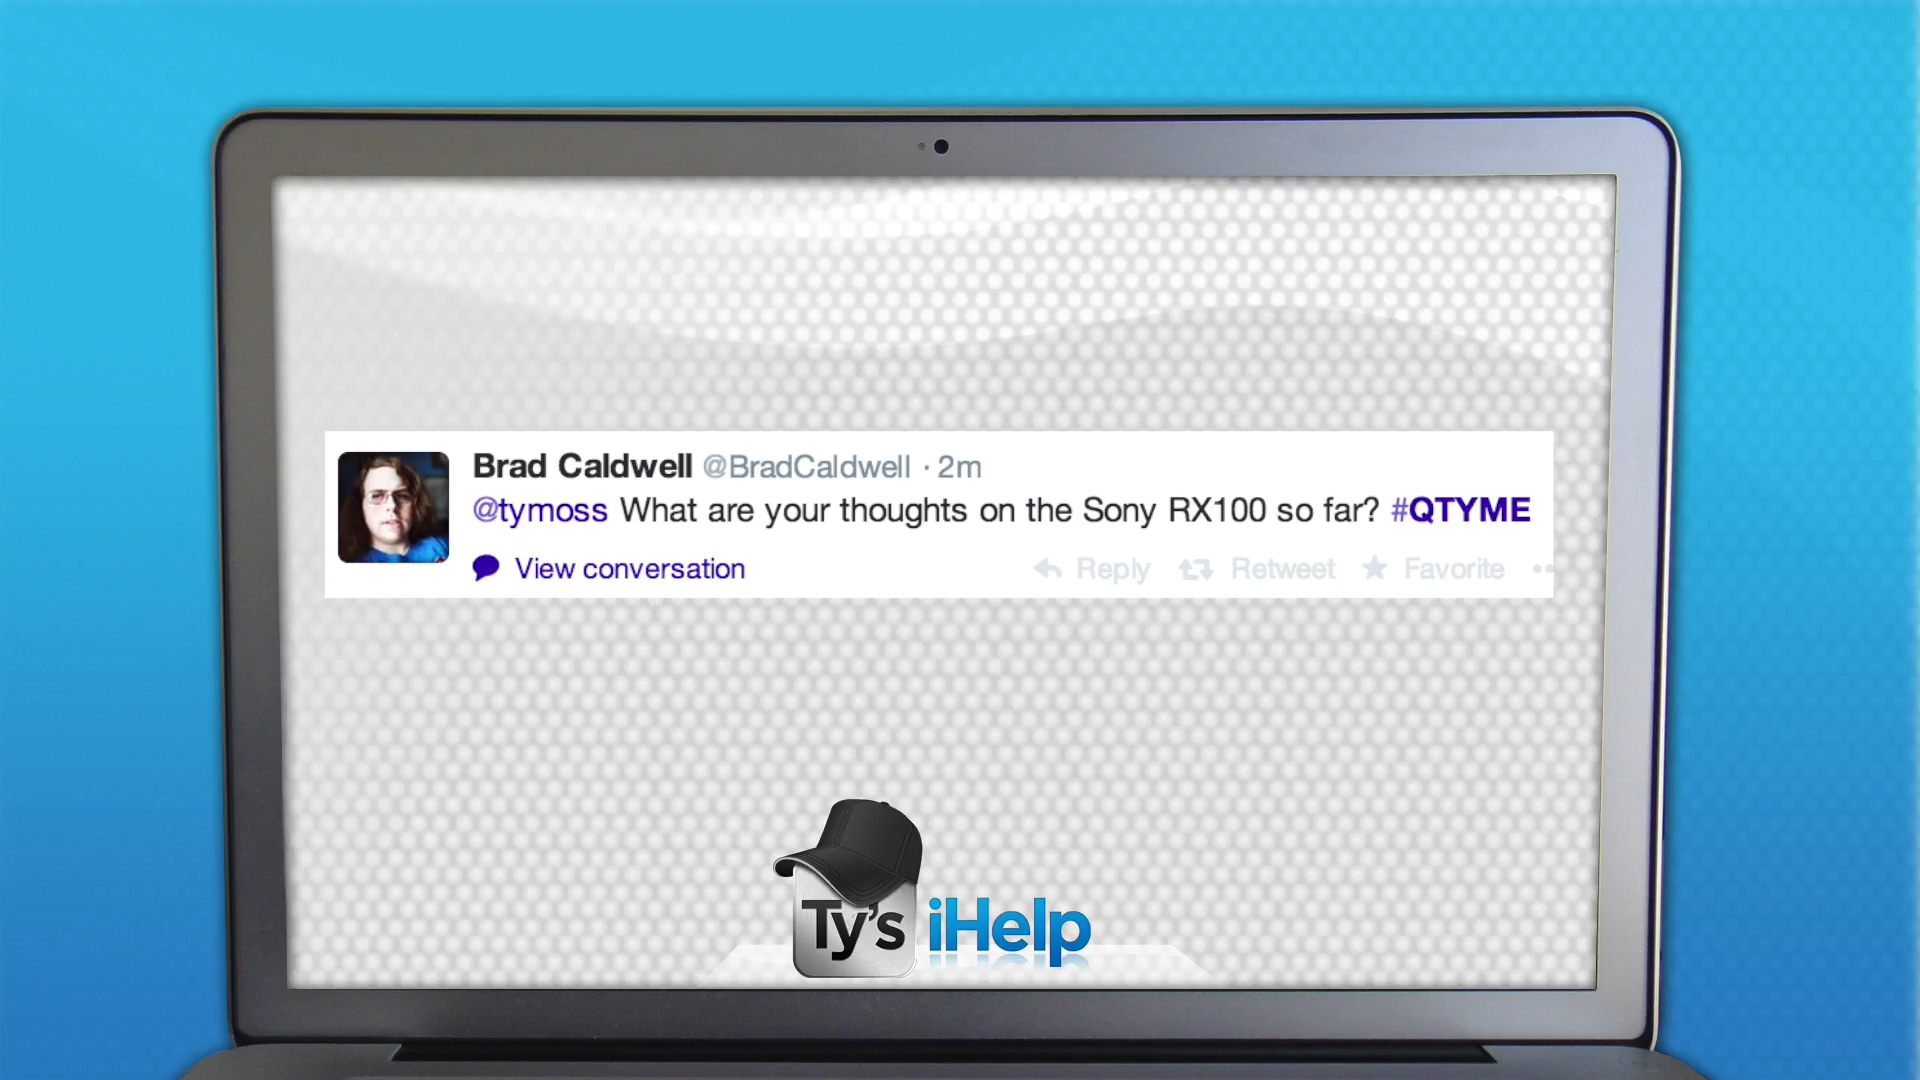 Brad Caldwell @BradCaldwell · 2m
@tymoss What are your thoughts on the Sony RX100 so far? #QTYME
View conversation Reply Retweet Favorite
Ty's iHelp